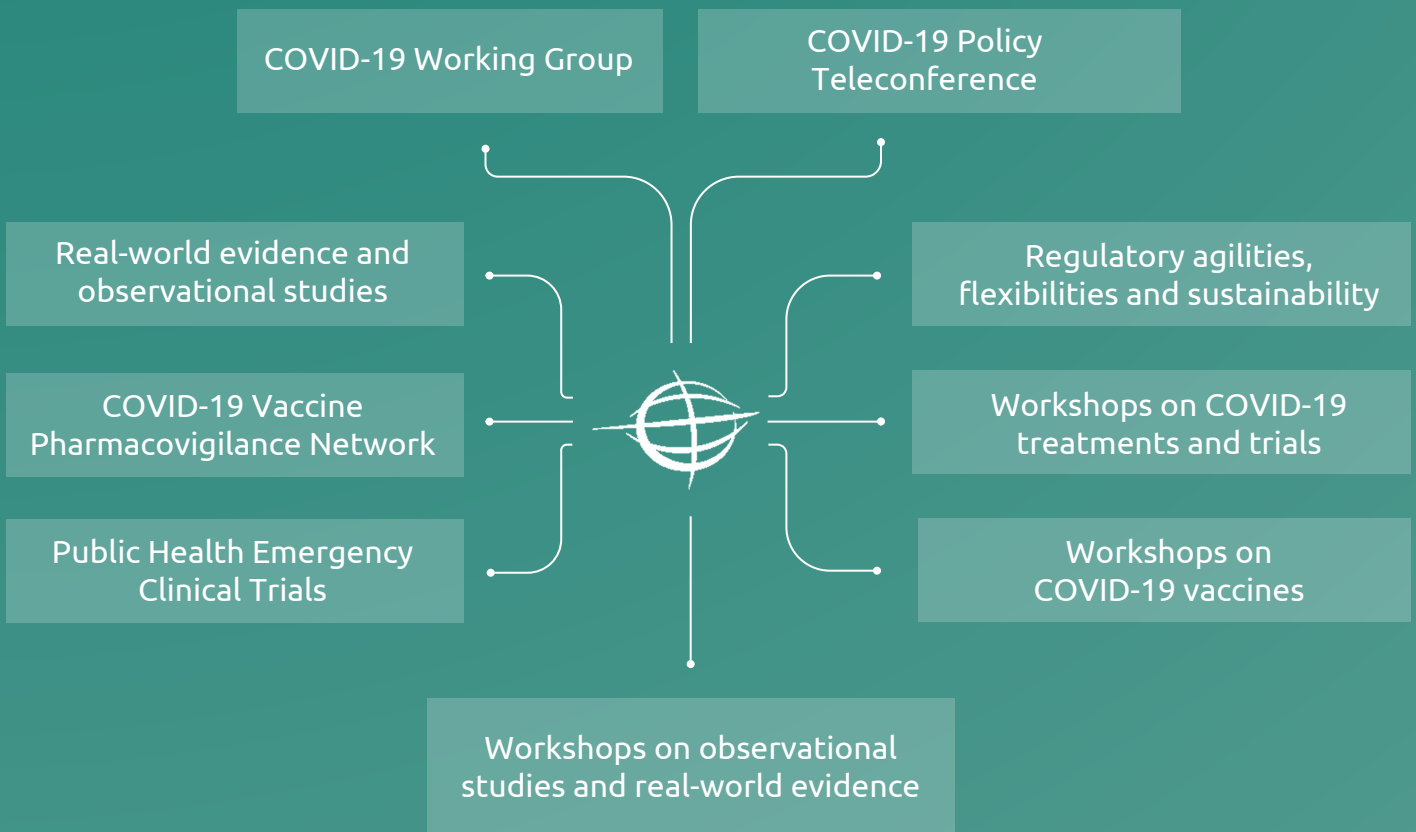 COVID-19 Working Group
COVID-19 Policy
Teleconference
Real-world evidence and
observational studies
Regulatory agilities,
flexibilities and sustainability
COVID-19 Vaccine
Pharmacovigilance Network
Workshops on COVID-19
treatments and trials
Public Health Emergency
Clinical Trials
Workshops on
COVID-19 vaccines
Workshops on observational
studies and real-world evidence